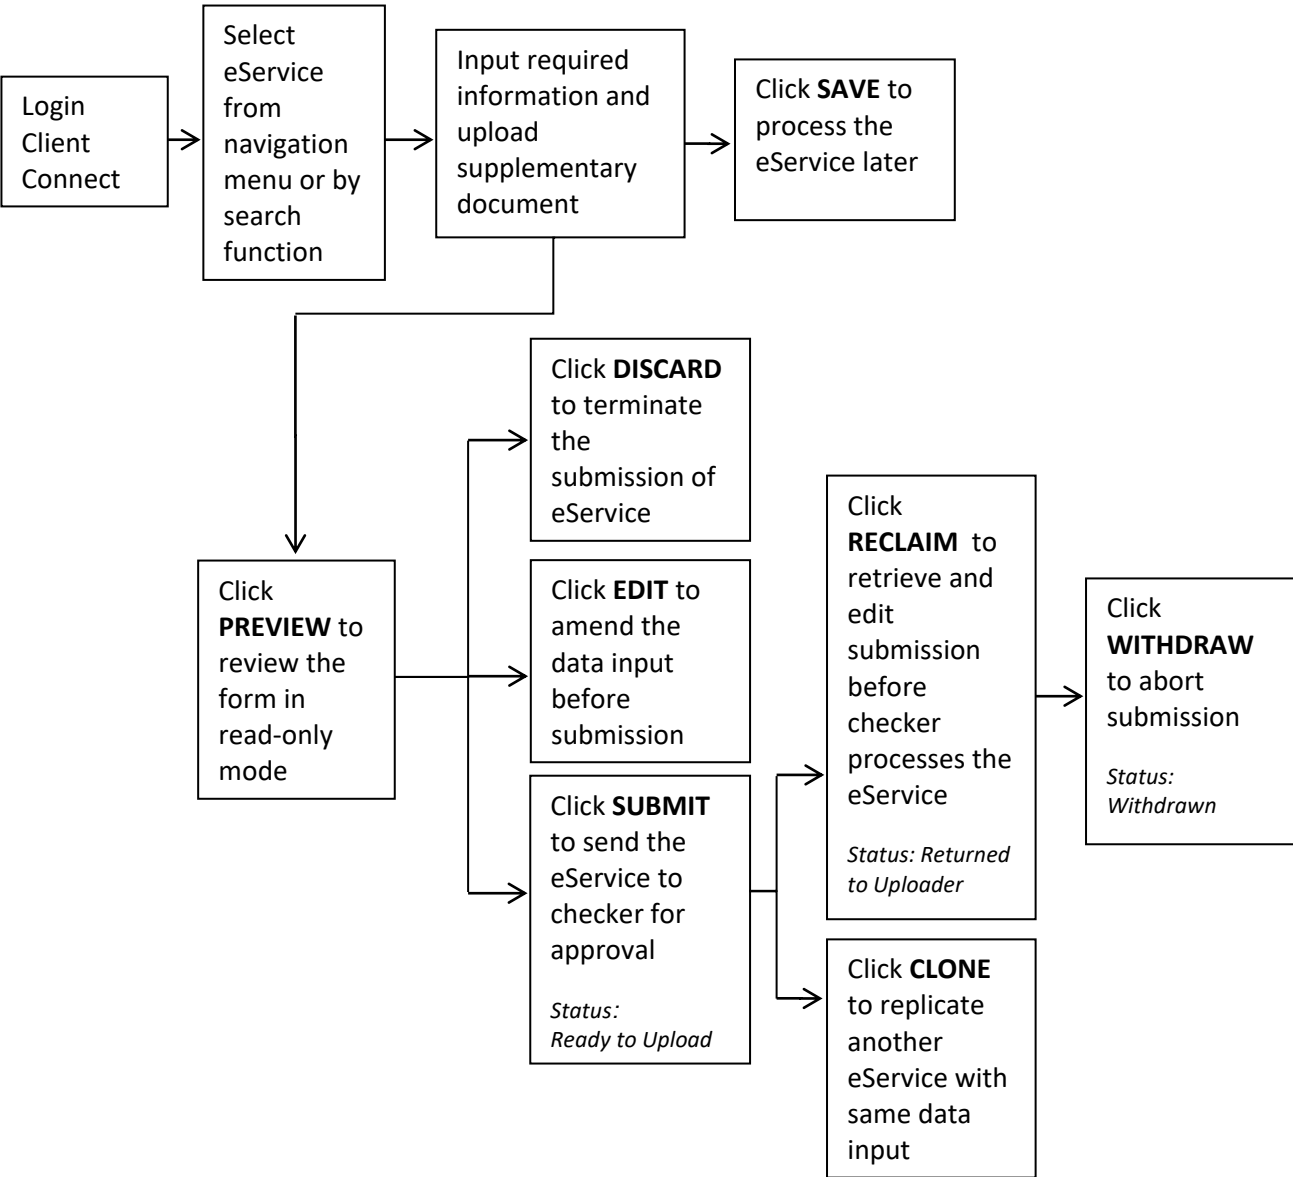 Login
Client
Connect
Select
eService
from
navigation
menu or by
search
function
Input required
information and
upload
supplementary
document
Click SAVE to
process the
eService later
Click
PREVIEW to
review the
form in
read-only
mode
Click DISCARD
to terminate
the
submission of
eService
Click EDIT to
amend the
data input
before
submission
Click SUBMIT
to send the
eService to
checker for
approval
Status:
Ready to Upload
Click
RECLAIM to
retrieve and
edit
submission
before
checker
processes the
eService
Status: Returned
to Uploader
Click CLONE
to replicate
another
eService with
same data
input
Click
WITHDRAW
to abort
submission
Status:
Withdrawn